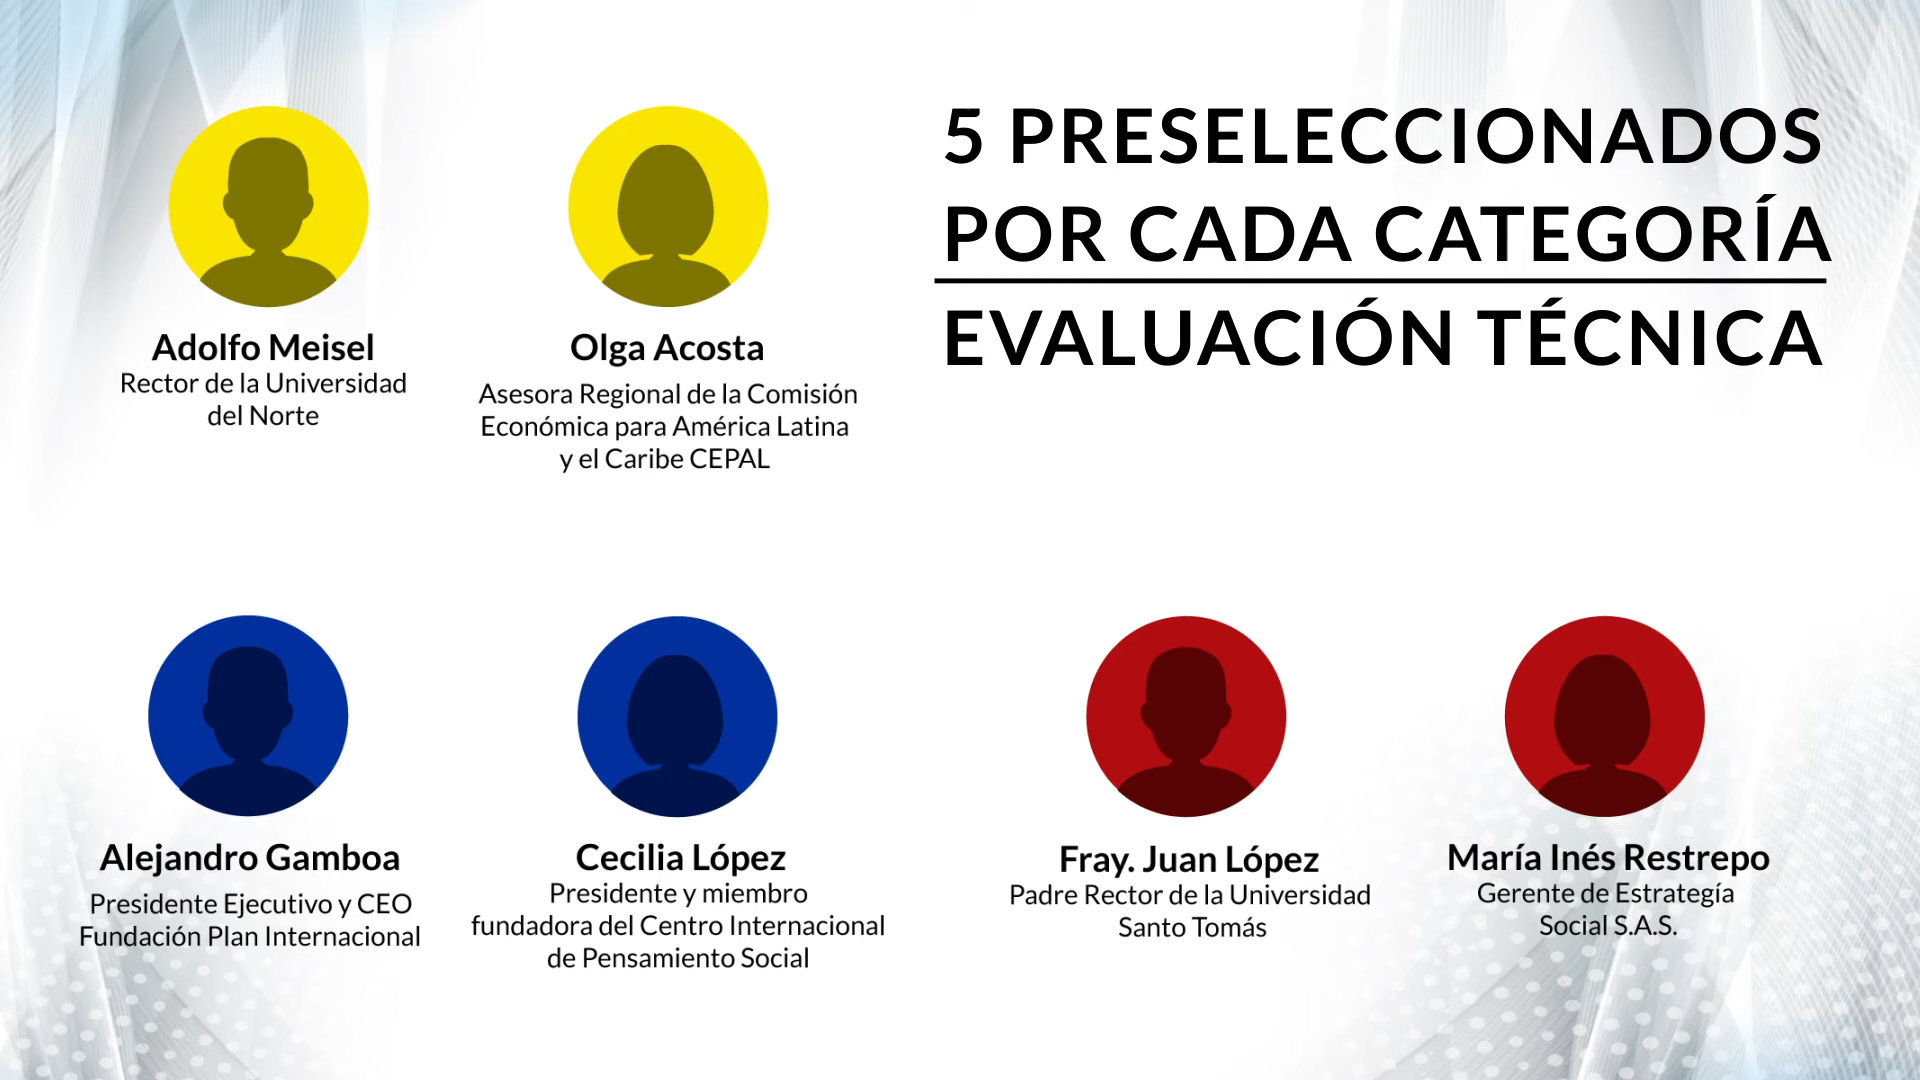 5 PRESELECCIONADOS
POR CADA CATEGORÍA
EVALUACIÓN TÉCNICA
Adolfo Meisel
Rector de la Universidad
del Norte
Olga Acosta
Asesora Regional de la Comisión
Económica para América Latina
y el Caribe CEPAL
Alejandro Gamboa
Presidente Ejecutivo y CEO
Fundación Plan Internacional
Cecilia López
Presidente y miembro
fundadora del Centro Internacional
de Pensamiento Social
Fray. Juan López
Padre Rector de la Universidad
Santo Tomás
María Inés Restrepo
Gerente de Estrategía
Social S.A.S.